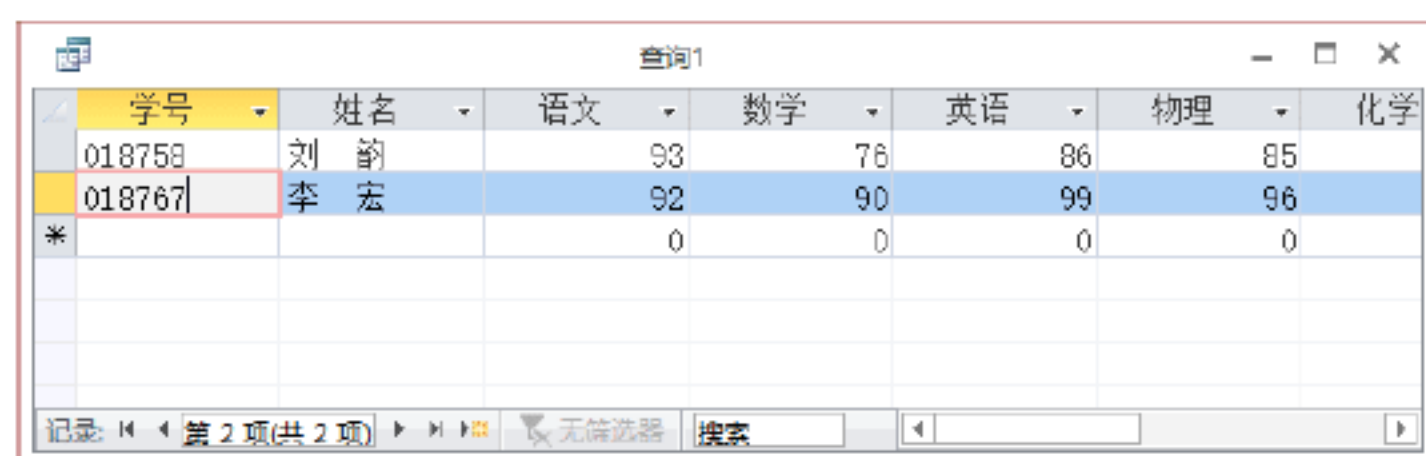 查询1
学号 姓名 语文 数学 英语 物理 化学
018758 刘 韵 93 76 86 85
018767 李 宏 92 90 99 96
* 0 0 0 0
记录: 第 2 项(共 2 项) 无筛选器 搜索